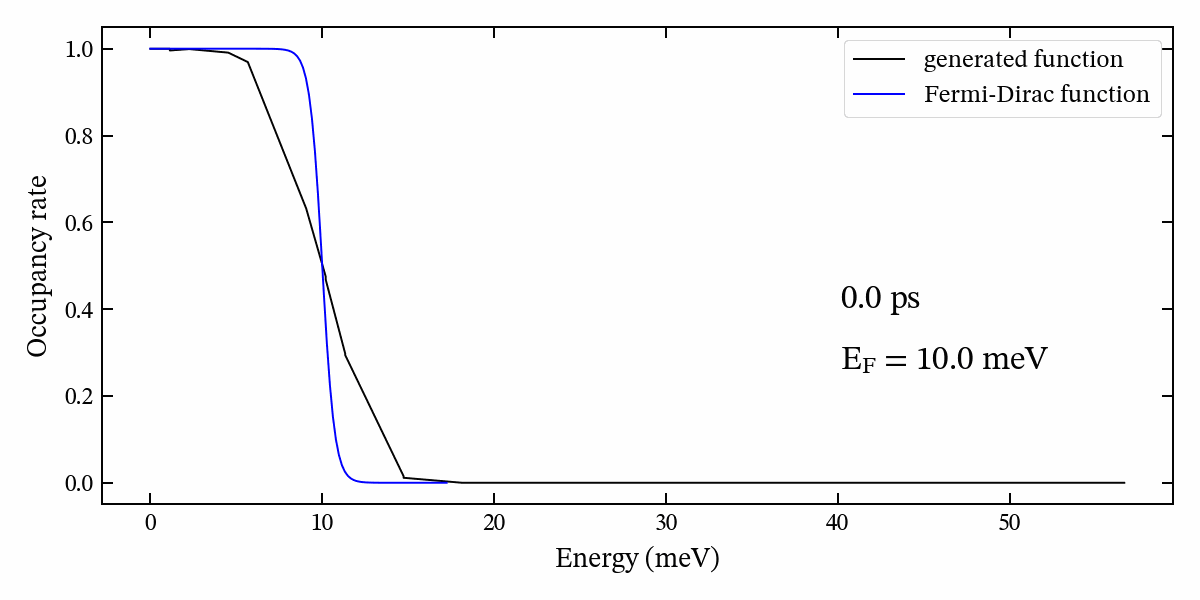 1.0
0.8
0.6
0.4
0.2
0.0
Occupancy rate
generated function
Fermi-Dirac function
0.0 ps
E_F = 10.0 meV
0 10 20 30 40 50
Energy (meV)